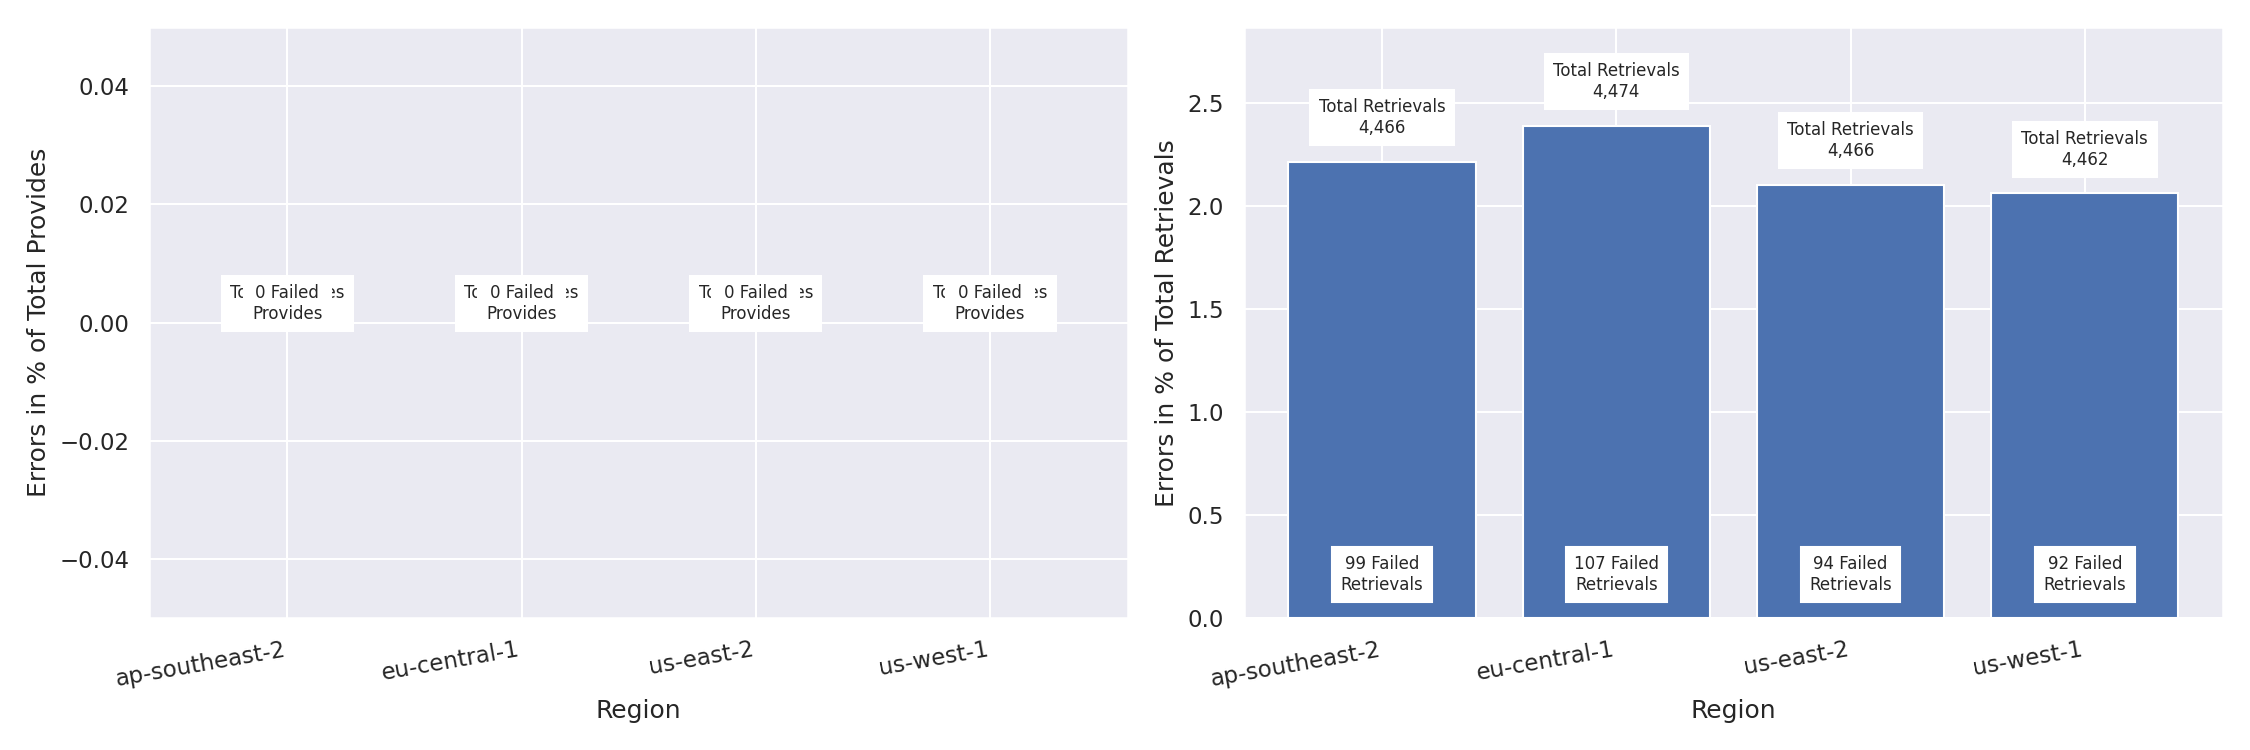 Errors in % of Total Provides
0.04
0.02
0.00
−0.02
−0.04
0 Failed
Provides
0 Failed
Provides
0 Failed
Provides
0 Failed
Provides
ap-southeast-2
eu-central-1
us-east-2
us-west-1
Region
Errors in % of Total Retrievals
2.5
2.0
1.5
1.0
0.5
0.0
Total Retrievals
4,466
Total Retrievals
4,474
Total Retrievals
4,466
Total Retrievals
4,462
99 Failed
Retrievals
107 Failed
Retrievals
94 Failed
Retrievals
92 Failed
Retrievals
ap-southeast-2
eu-central-1
us-east-2
us-west-1
Region